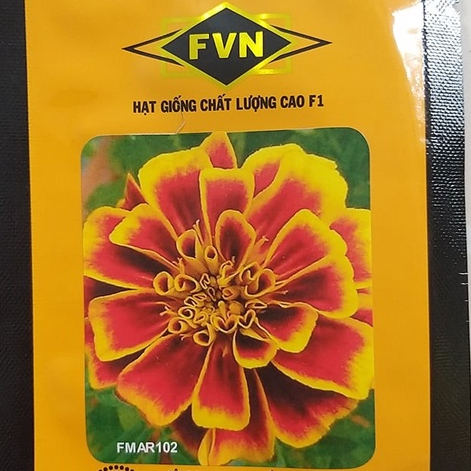 FVN
HẠT GIỐNG CHẤT LƯỢNG CAO F1
FMAR102